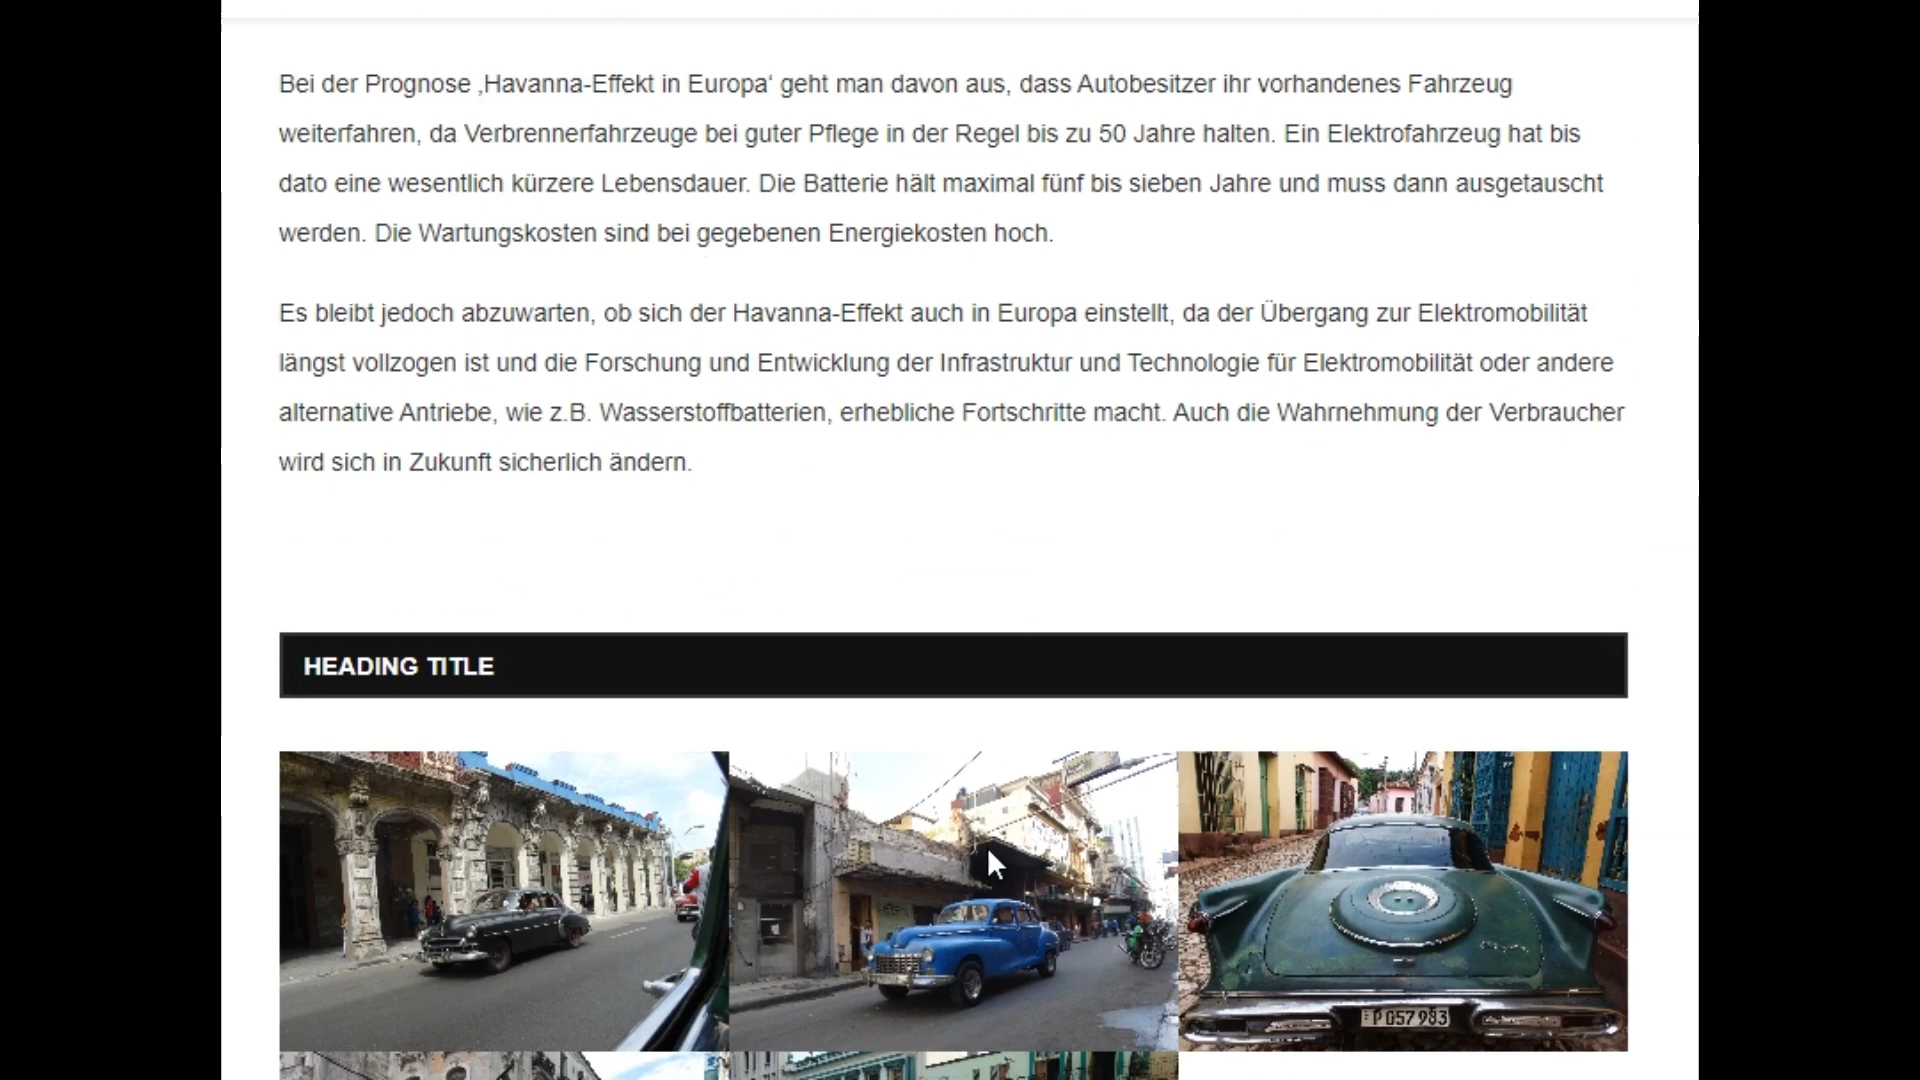 Bei der Prognose ‚Havanna-Effekt in Europa‘ geht man davon aus, dass Autobesitzer ihr vorhandenes Fahrzeug
weiterfahren, da Verbrennerfahrzeuge bei guter Pflege in der Regel bis zu 50 Jahre halten. Ein Elektrofahrzeug hat bis
dato eine wesentlich kürzere Lebensdauer. Die Batterie hält maximal fünf bis sieben Jahre und muss dann ausgetauscht
werden. Die Wartungskosten sind bei gegebenen Energiekosten hoch.
Es bleibt jedoch abzuwarten, ob sich der Havanna-Effekt auch in Europa einstellt, da der Übergang zur Elektromobilität
längst vollzogen ist und die Forschung und Entwicklung der Infrastruktur und Technologie für Elektromobilität oder andere
alternative Antriebe, wie z.B. Wasserstoffbatterien, erhebliche Fortschritte macht. Auch die Wahrnehmung der Verbraucher
wird sich in Zukunft sicherlich ändern.
HEADING TITLE
P 057 983